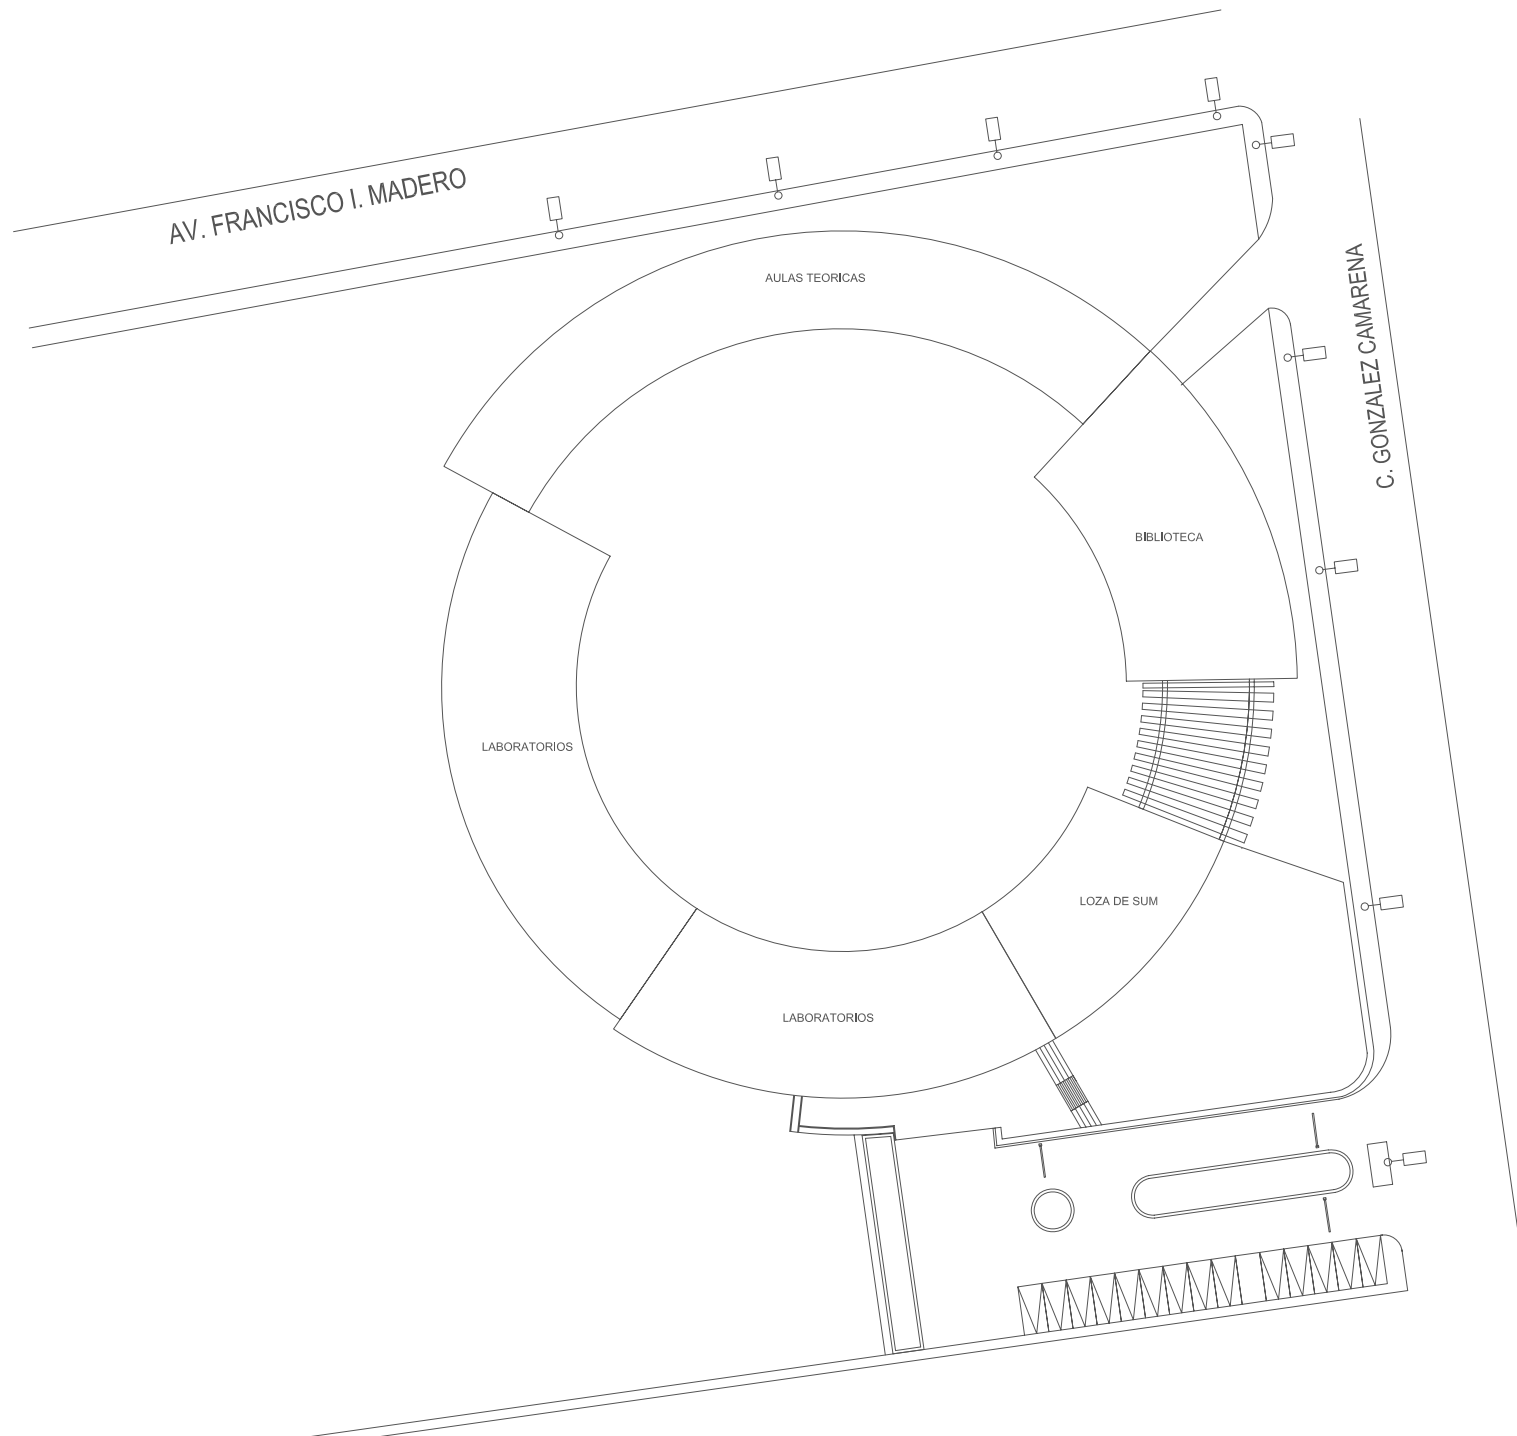 AV. FRANCISCO I. MADERO
AULAS TEORICAS
C. GONZALEZ CAMARENA
BIBLIOTECA
LABORATORIOS
LOZA DE SUM
LABORATORIOS